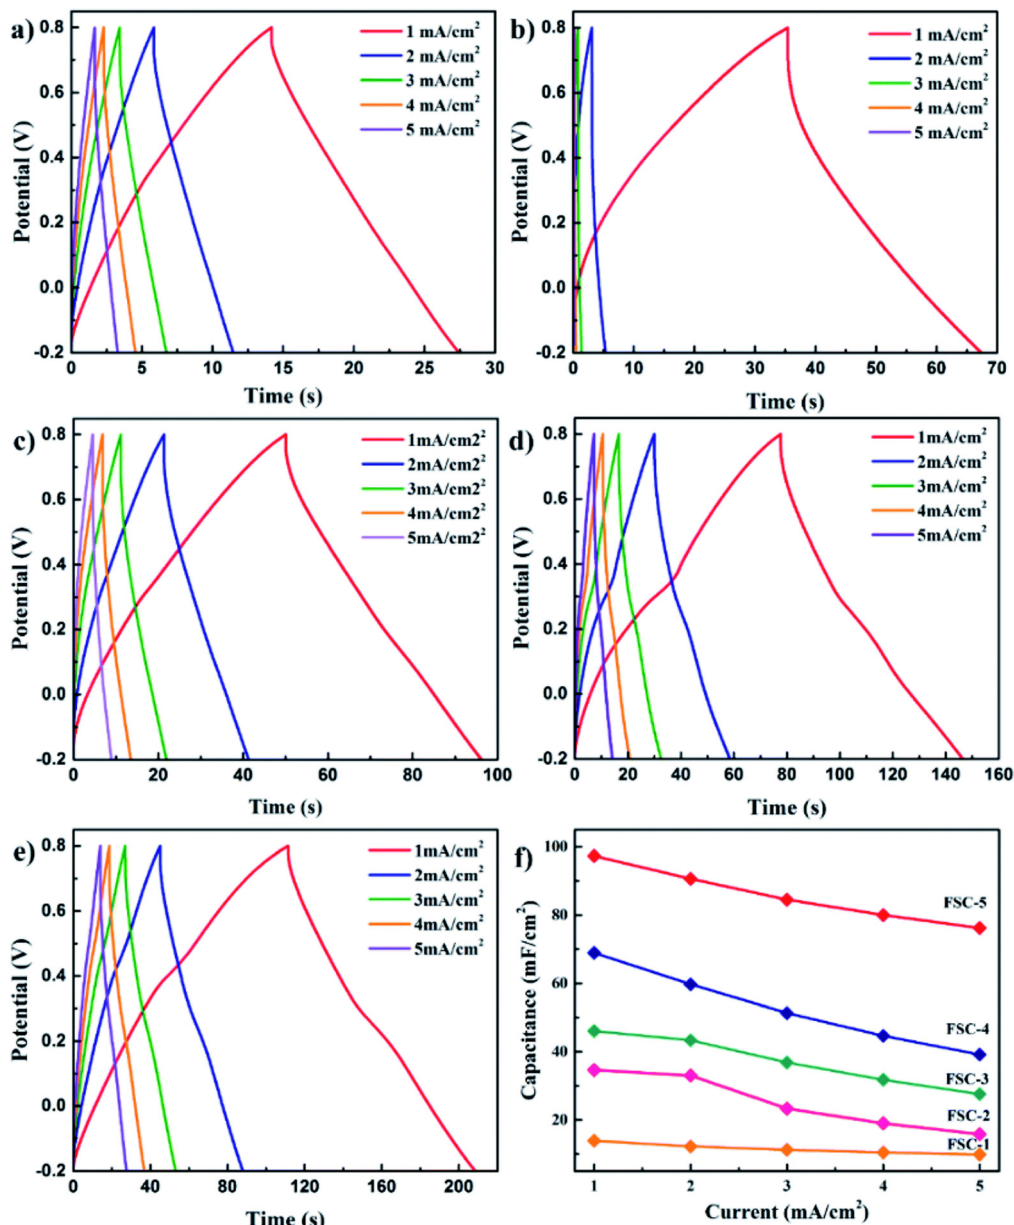 a)
1 mA/cm²
2 mA/cm²
3 mA/cm²
4 mA/cm²
5 mA/cm²
Potential (V)
0.8
0.6
0.4
0.2
0.0
-0.2
0 5 10 15 20 25 30
Time (s)
b)
1 mA/cm²
2 mA/cm²
3 mA/cm²
4 mA/cm²
5 mA/cm²
Potential (V)
0.8
0.6
0.4
0.2
0.0
-0.2
0 10 20 30 40 50 60 70
Time (s)
c)
1mA/cm2²
2mA/cm2²
3mA/cm2²
4mA/cm2²
5mA/cm2²
Potential (V)
0.8
0.6
0.4
0.2
0.0
-0.2
0 20 40 60 80 100
Time (s)
d)
1mA/cm²
2mA/cm²
3mA/cm²
4mA/cm²
5mA/cm²
Potential (V)
0.8
0.6
0.4
0.2
0.0
-0.2
0 20 40 60 80 100 120 140 160
Time (s)
e)
1mA/cm²
2mA/cm²
3mA/cm²
4mA/cm²
5mA/cm²
Potential (V)
0.8
0.6
0.4
0.2
0.0
-0.2
0 40 80 120 160 200
Time (s)
f)
Capacitance (mF/cm²)
100
80
60
40
20
FSC-5
FSC-4
FSC-3
FSC-2
FSC-1
1 2 3 4 5
Current (mA/cm²)